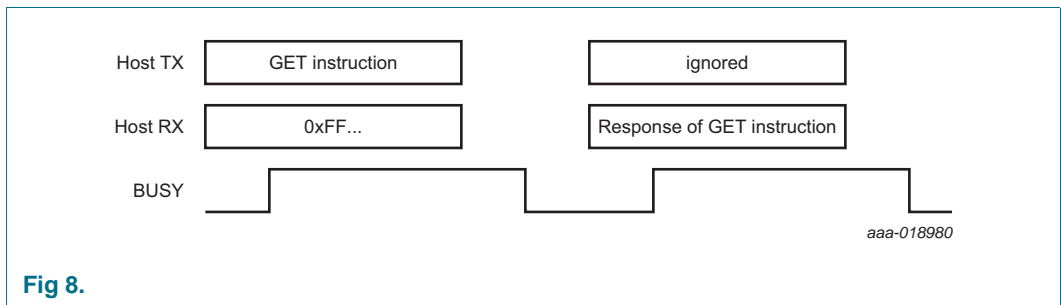 Host TX GET instruction ignored
Host RX 0xFF... Response of GET instruction
BUSY
aaa-018980
Fig 8.